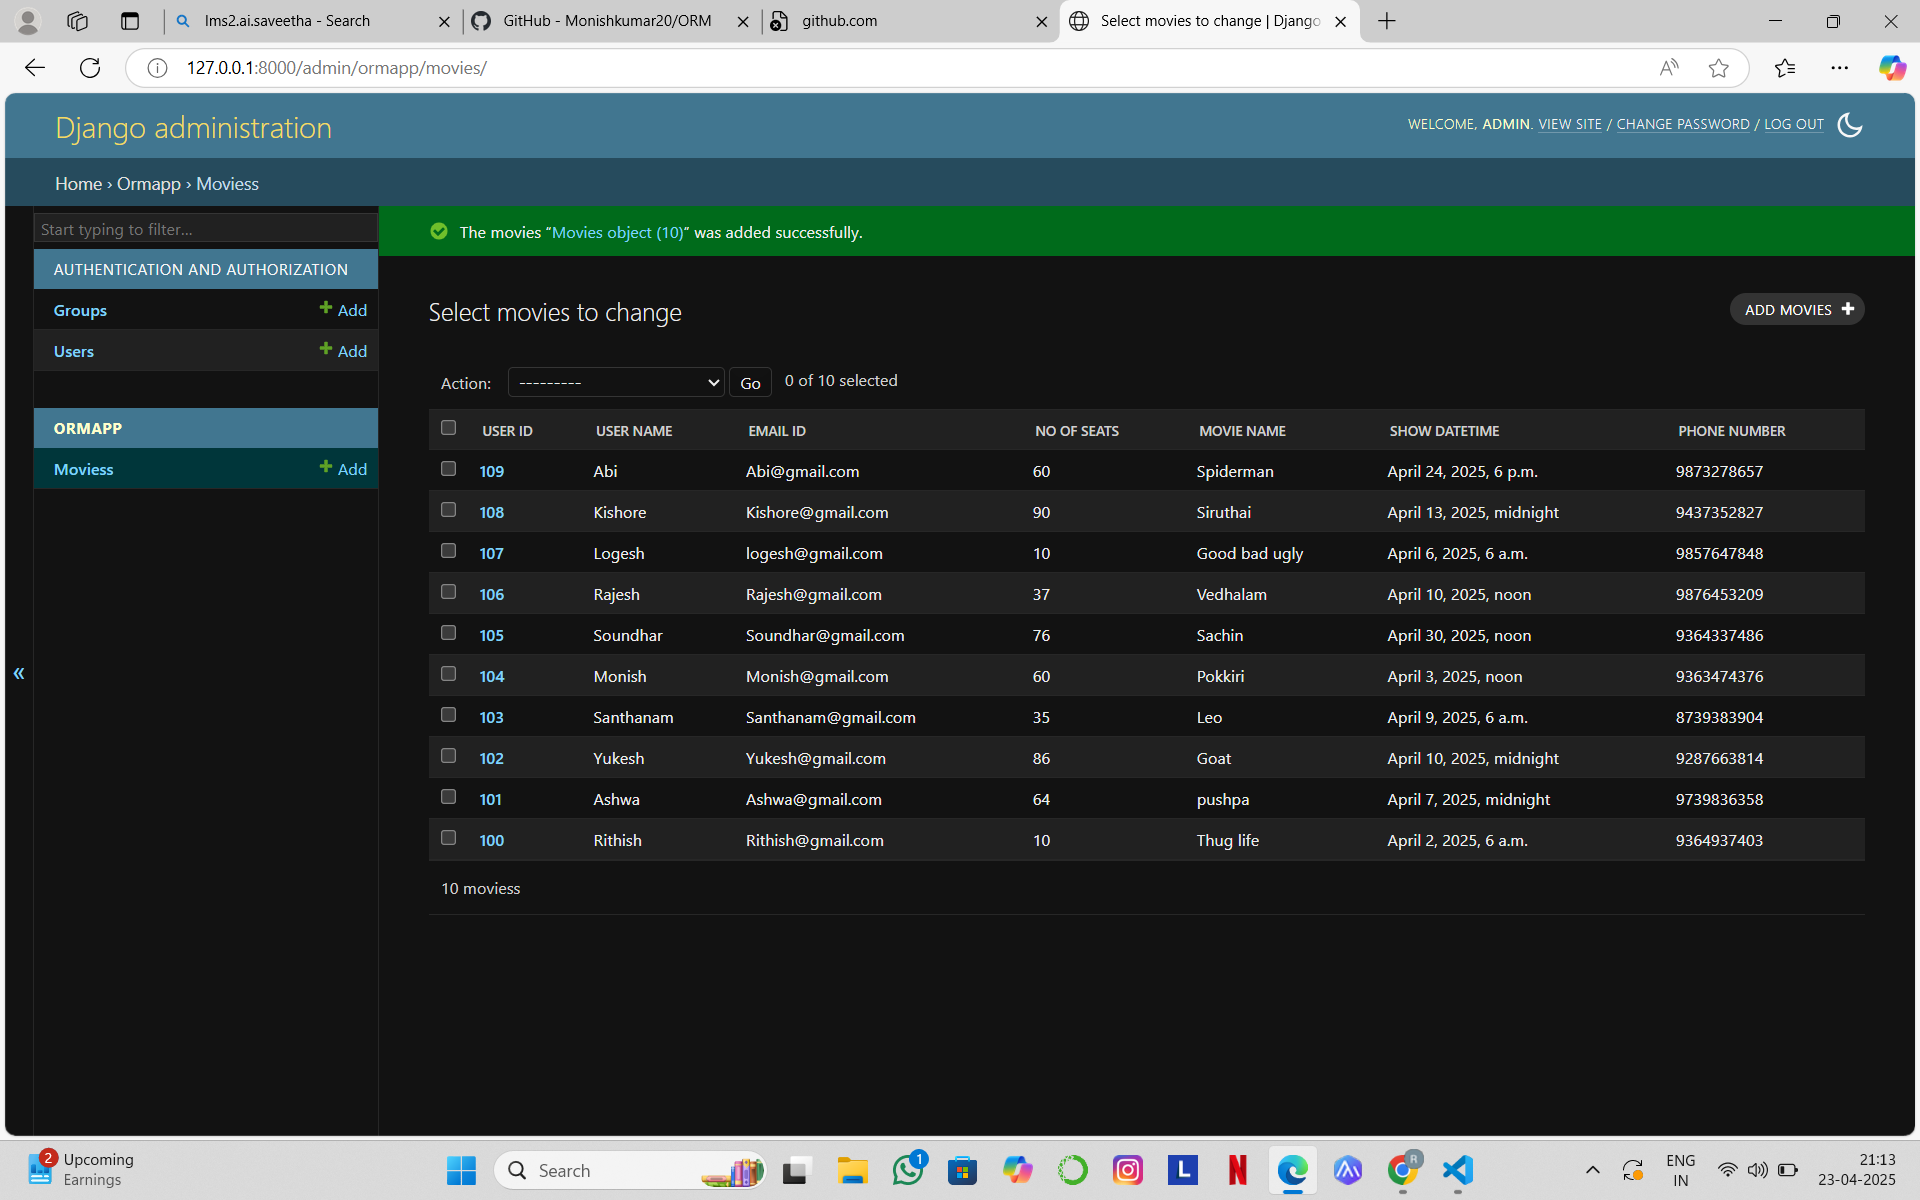 lms2.ai.saveetha - Search
GitHub - Monishkumar20/ORM
github.com
Select movies to change | Django
127.0.0.1:8000/admin/ormapp/movies/
Django administration
WELCOME, ADMIN. VIEW SITE / CHANGE PASSWORD / LOG OUT
Home › Ormapp › Moviess
Start typing to filter...
AUTHENTICATION AND AUTHORIZATION
Groups + Add
Users + Add
ORMAPP
Moviess + Add
«
The movies “Movies object (10)” was added successfully.
Select movies to change
ADD MOVIES +
Action: --------- Go 0 of 10 selected
USER ID USER NAME EMAIL ID NO OF SEATS MOVIE NAME SHOW DATETIME PHONE NUMBER
109 Abi Abi@gmail.com 60 Spiderman April 24, 2025, 6 p.m. 9873278657
108 Kishore Kishore@gmail.com 90 Siruthai April 13, 2025, midnight 9437352827
107 Logesh logesh@gmail.com 10 Good bad ugly April 6, 2025, 6 a.m. 9857647848
106 Rajesh Rajesh@gmail.com 37 Vedhalam April 10, 2025, noon 9876453209
105 Soundhar Soundhar@gmail.com 76 Sachin April 30, 2025, noon 9364337486
104 Monish Monish@gmail.com 60 Pokkiri April 3, 2025, noon 9363474376
103 Santhanam Santhanam@gmail.com 35 Leo April 9, 2025, 6 a.m. 8739383904
102 Yukesh Yukesh@gmail.com 86 Goat April 10, 2025, midnight 9287663814
101 Ashwa Ashwa@gmail.com 64 pushpa April 7, 2025, midnight 9739836358
100 Rithish Rithish@gmail.com 10 Thug life April 2, 2025, 6 a.m. 9364937403
10 moviess
2
Upcoming
Earnings
Search
1
L
N
R
ENG
IN
21:13
23-04-2025